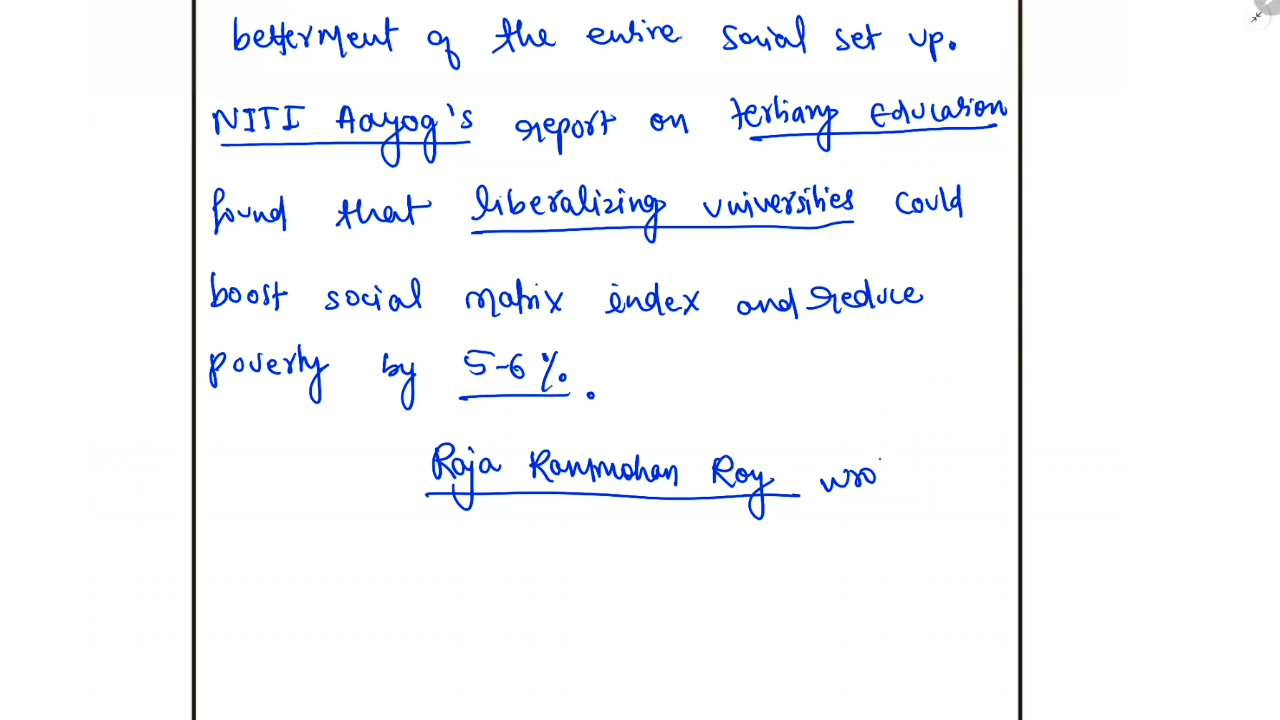 betterment of the entire social set up.
NITI Aayog's report on tertiary education
found that liberalizing universities could
boost social matrix index and reduce
poverty by 5-6%.
Raja Rammohan Roy wro